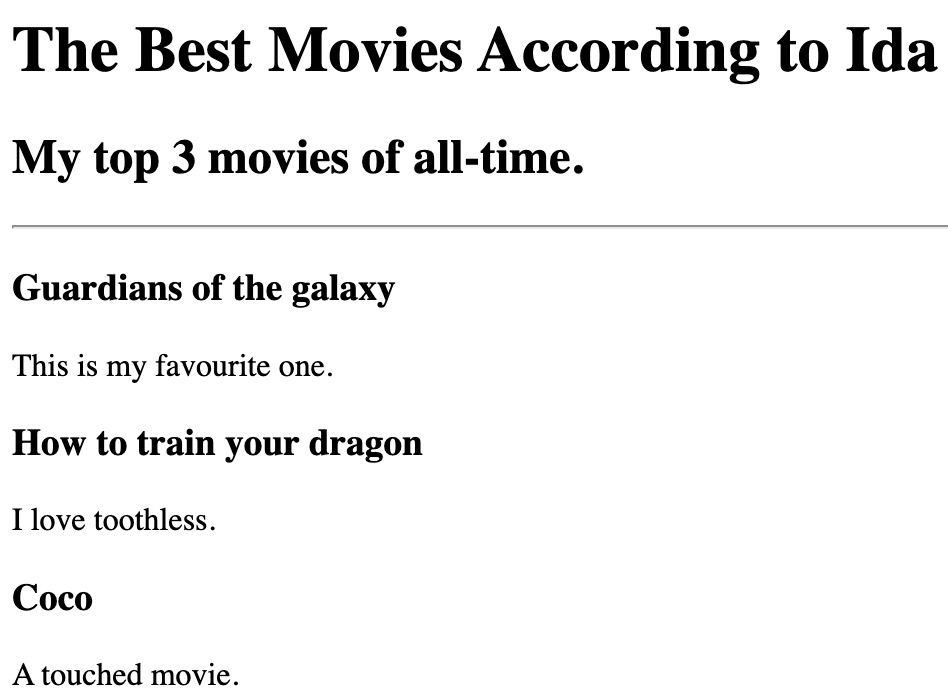 The Best Movies According to Ida
My top 3 movies of all-time.
Guardians of the galaxy
This is my favourite one.
How to train your dragon
I love toothless.
Coco
A touched movie.